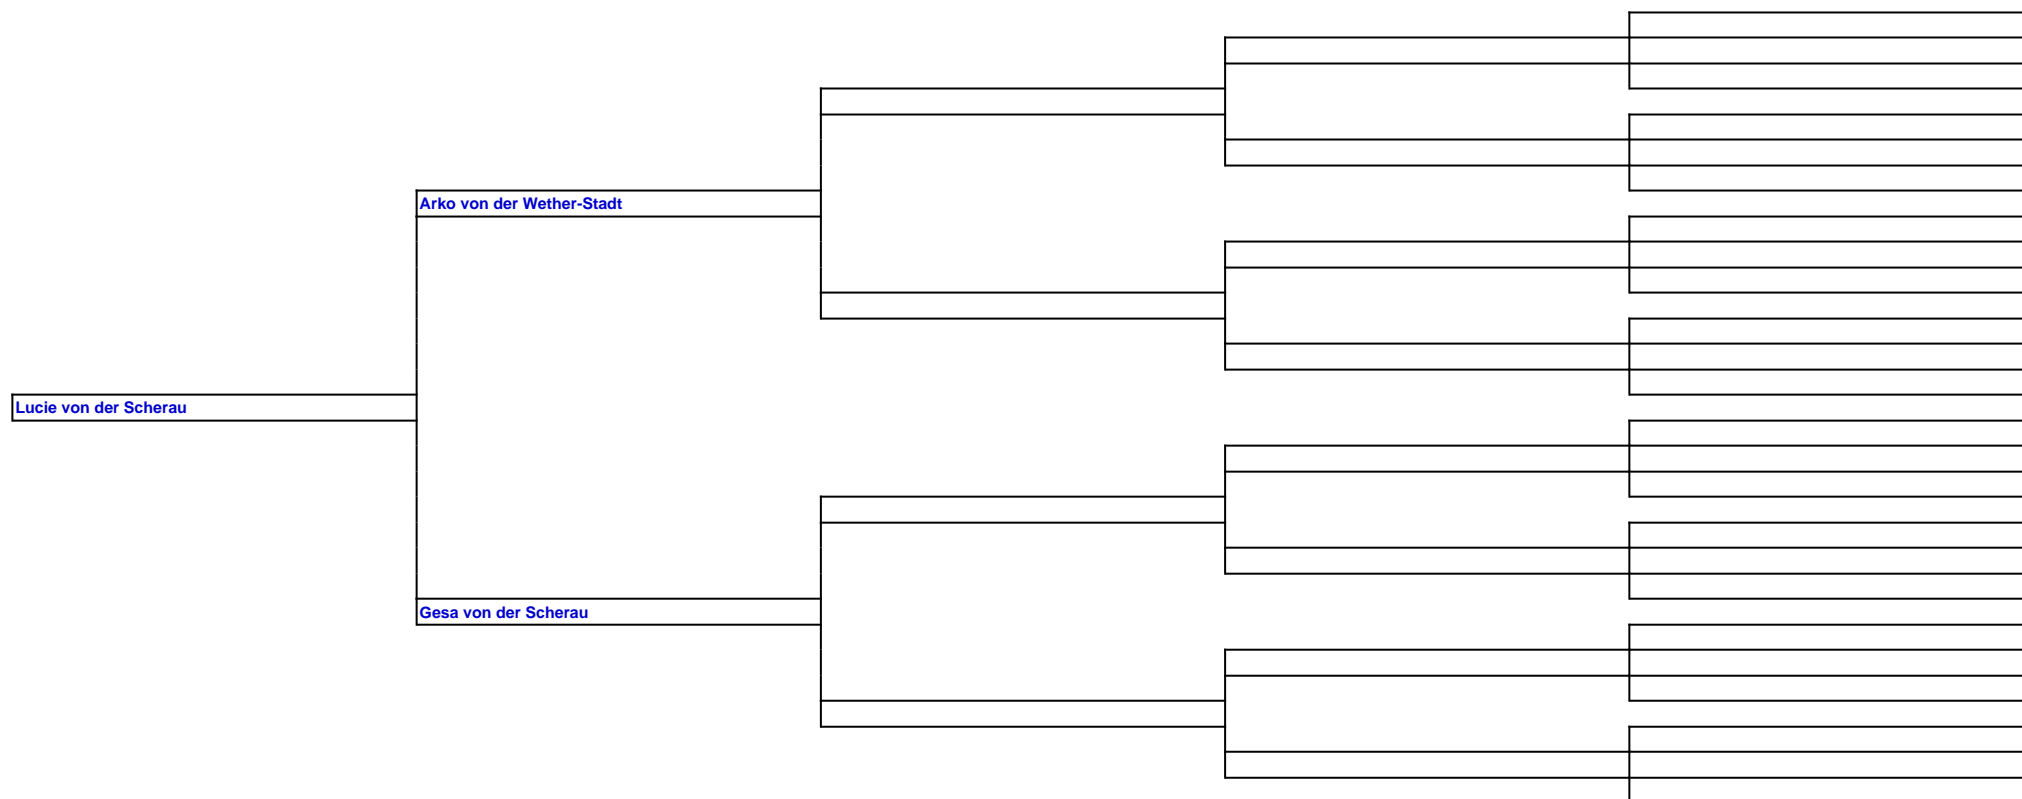 Arko von der Wether-Stadt
Lucie von der Scherau
Gesa von der Scherau